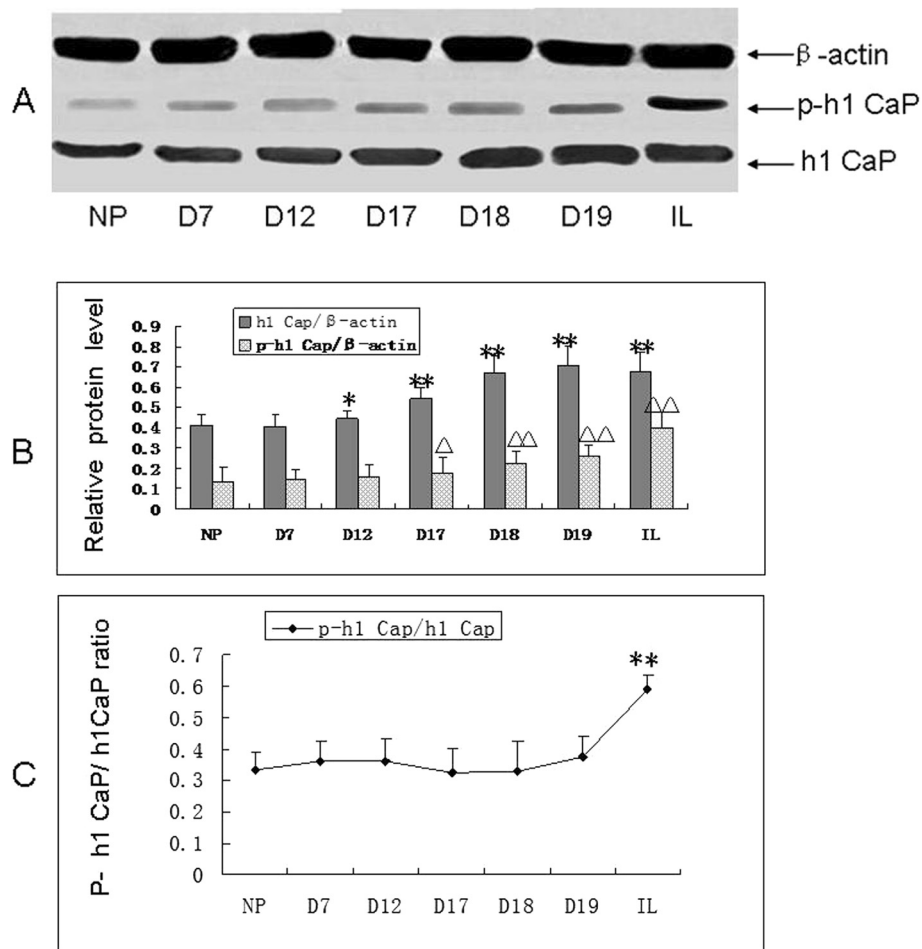 A
β-actin
p-h1 CaP
h1 CaP
NP D7 D12 D17 D18 D19 IL
B
Relative protein level
h1 Cap/β-actin
p-h1 Cap/β-actin
0.9
0.8
0.7
0.6
0.5
0.4
0.3
0.2
0.1
0
* ** ** ** **
△ △△ △△ △△
NP D7 D12 D17 D18 D19 IL
C
P- h1 CaP/ h1CaP ratio
p-h1 Cap/h1 Cap
0.7
0.6
0.5
0.4
0.3
0.2
0.1
0
**
NP D7 D12 D17 D18 D19 IL